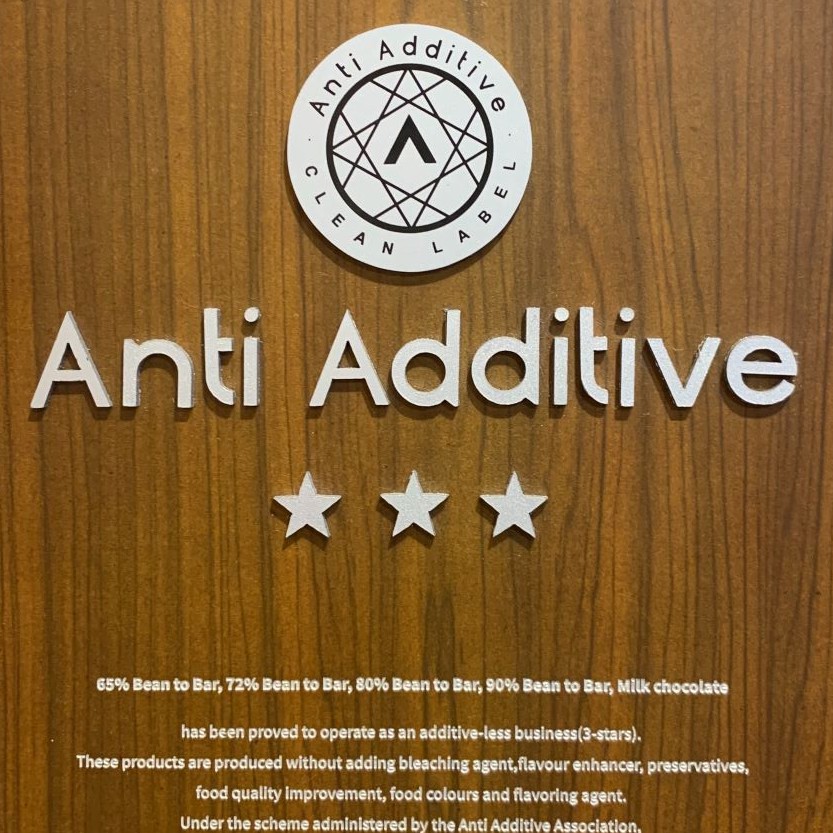 Anti Additive
Λ
CLEAN LABEL
Anti Additive
65% Bean to Bar, 72% Bean to Bar, 80% Bean to Bar, 90% Bean to Bar, Milk chocolate
has been proved to operate as an additive-less business(3-stars).
These products are produced without adding bleaching agent,flavour enhancer, preservatives,
food quality improvement, food colours and flavoring agent.
Under the scheme administered by the Anti Additive Association,